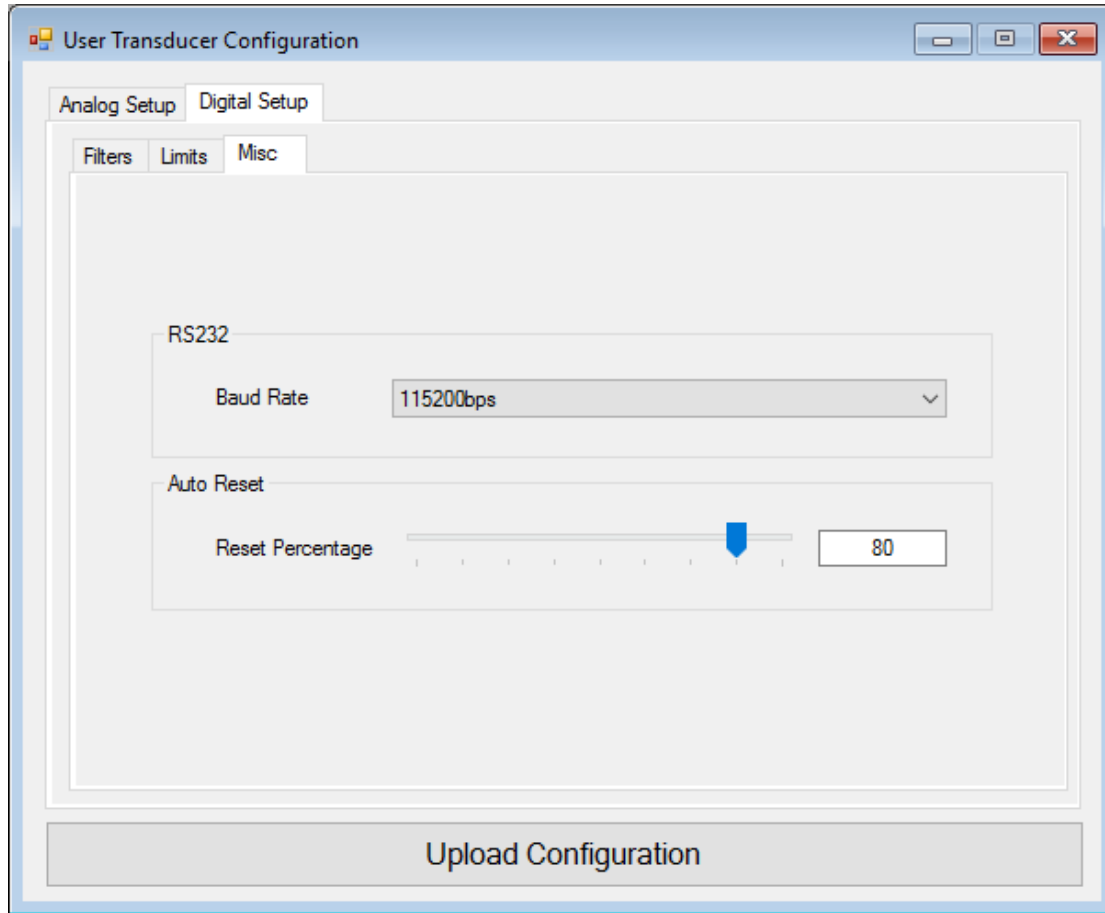 User Transducer Configuration
Analog Setup Digital Setup
Filters Limits Misc
RS232
Baud Rate 115200bps
Auto Reset
Reset Percentage 80
Upload Configuration